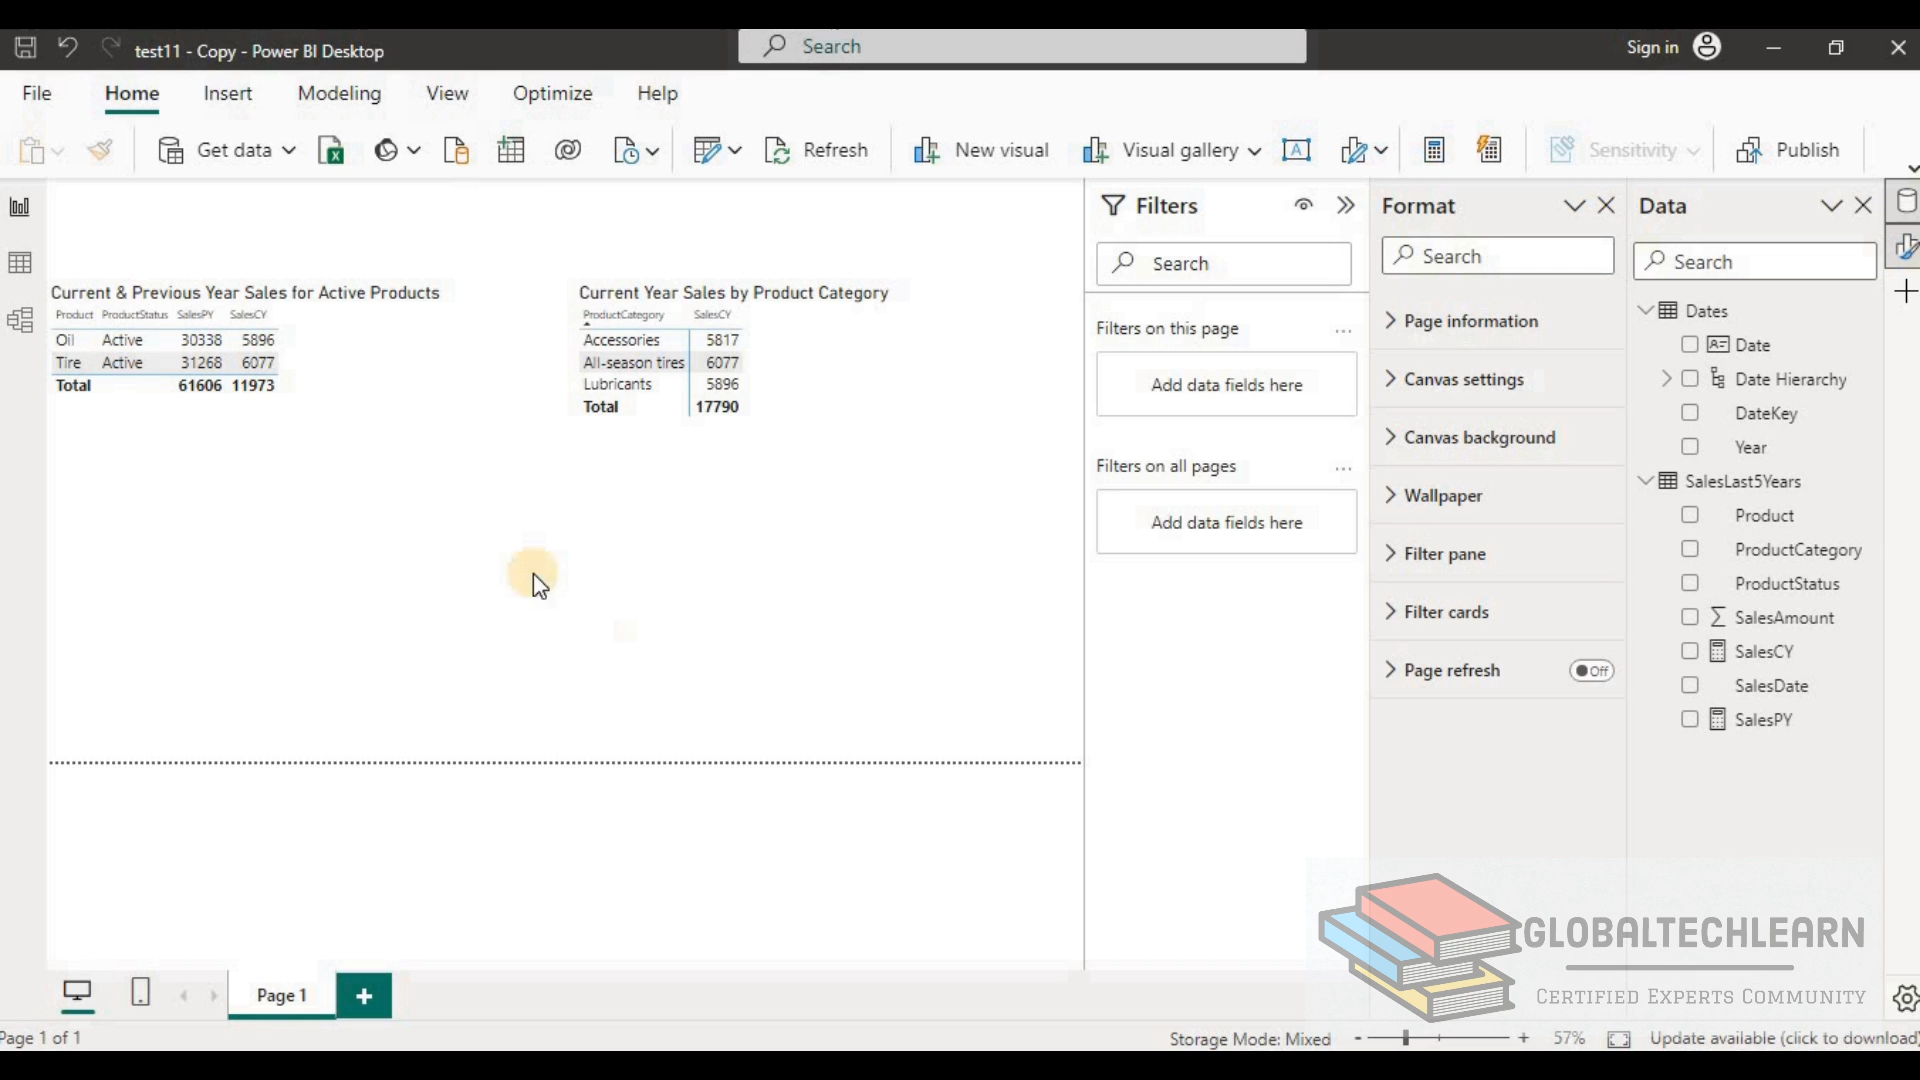 test11 - Copy - Power BI Desktop
Search
Sign in
File Home Insert Modeling View Optimize Help
Get data Refresh New visual Visual gallery Sensitivity Publish
Current & Previous Year Sales for Active Products
Product ProductStatus SalesPY SalesCY
Oil Active 30338 5896
Tire Active 31268 6077
Total 61606 11973
Current Year Sales by Product Category
ProductCategory SalesCY
Accessories 5817
All-season tires 6077
Lubricants 5896
Total 17790
Filters
Search
Filters on this page ...
Add data fields here
Filters on all pages ...
Add data fields here
Format
Search
Page information
Canvas settings
Canvas background
Wallpaper
Filter pane
Filter cards
Page refresh Off
Data
Search
Dates
Date
Date Hierarchy
DateKey
Year
SalesLast5Years
Product
ProductCategory
ProductStatus
SalesAmount
SalesCY
SalesDate
SalesPY
GLOBALTECHLEARN
CERTIFIED EXPERTS COMMUNITY
Page 1 +
Page 1 of 1
Storage Mode: Mixed - + 57% Update available (click to download)